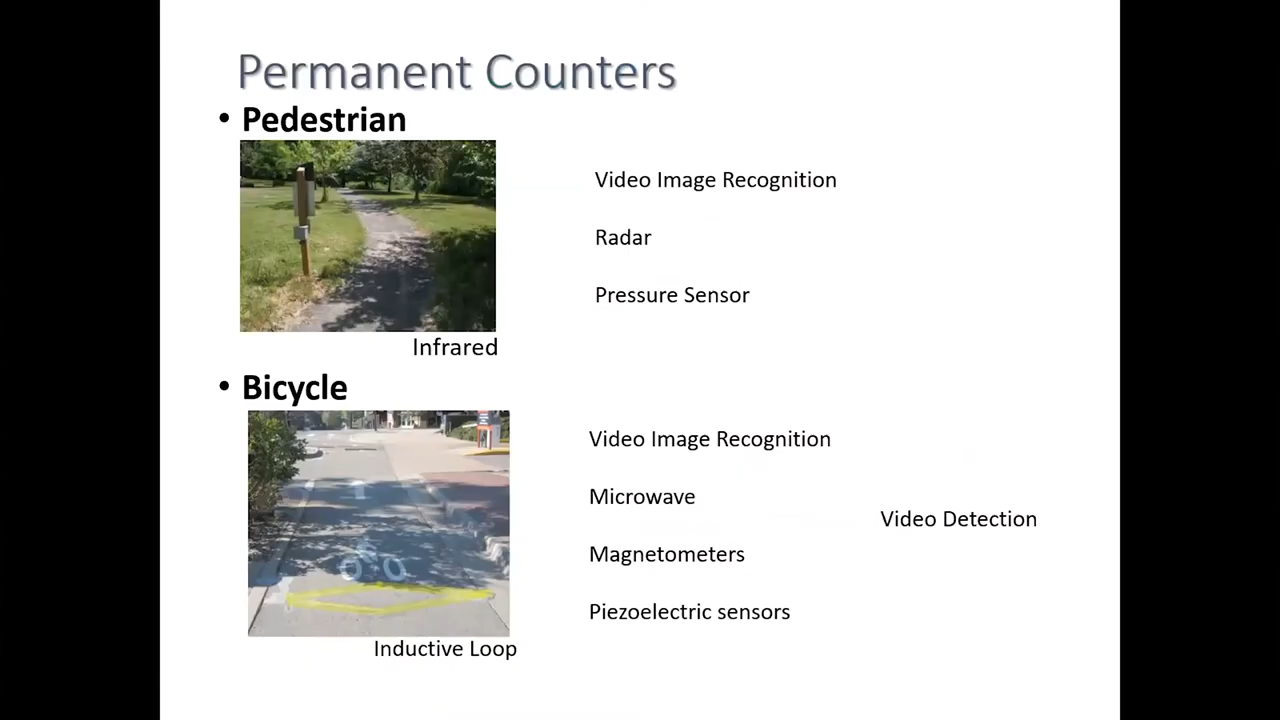 Permanent Counters
• Pedestrian
Video Image Recognition
Radar
Pressure Sensor
Infrared
• Bicycle
Video Image Recognition
Microwave
Video Detection
Magnetometers
Piezoelectric sensors
Inductive Loop